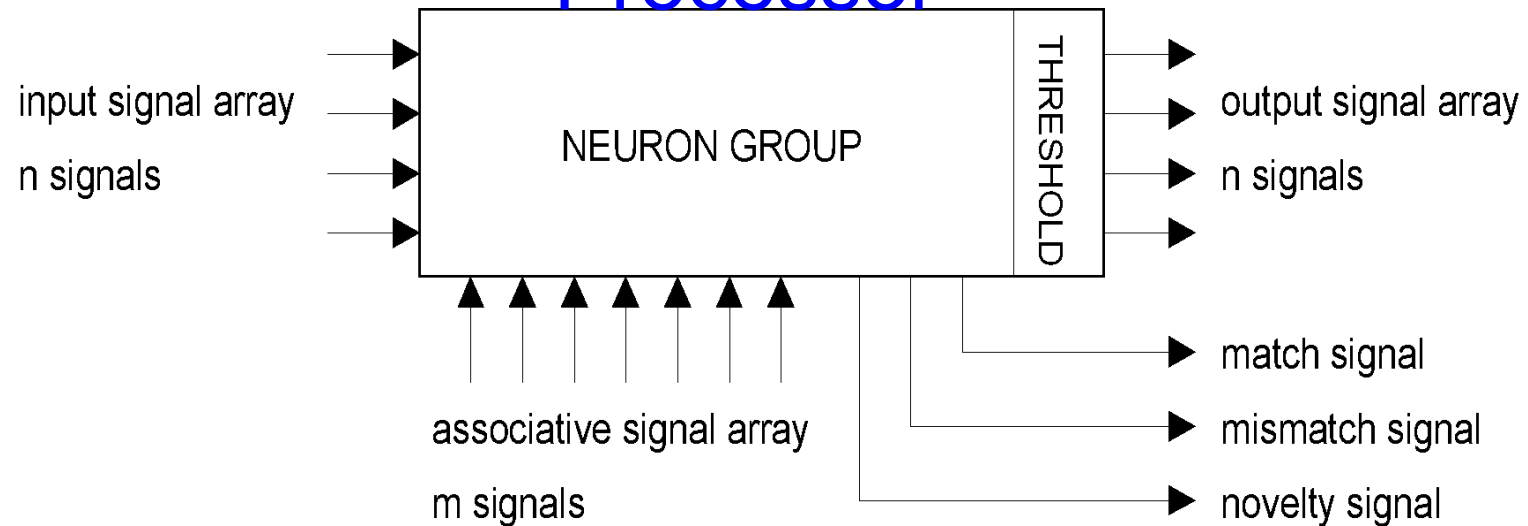 Processor
input signal array
n signals
NEURON GROUP
THRESHOLD
output signal array
n signals
associative signal array
m signals
match signal
mismatch signal
novelty signal